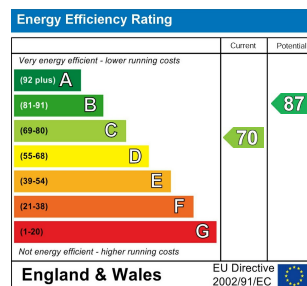 Energy Efficiency Rating
Current
Potential
Very energy efficient - lower running costs
(92 plus) A
(81-91) B
87
(69-80) C
70
(55-68) D
(39-54) E
(21-38) F
(1-20) G
Not energy efficient - higher running costs
England & Wales
EU Directive
2002/91/EC